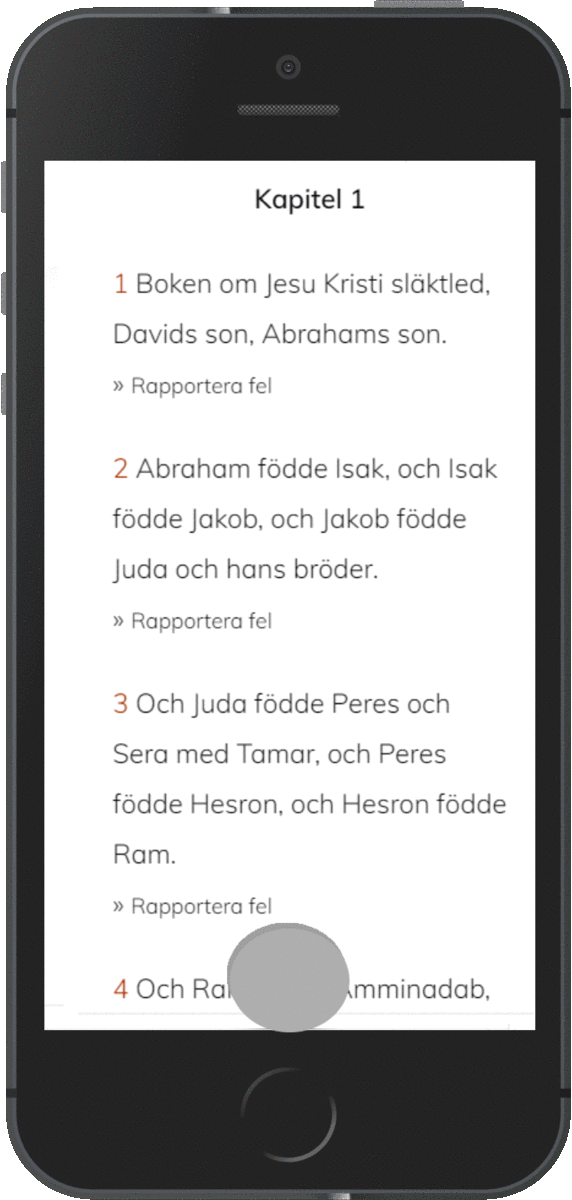 Kapitel 1
1 Boken om Jesu Kristi släktled,
Davids son, Abrahams son.
» Rapportera fel
2 Abraham födde Isak, och Isak
födde Jakob, och Jakob födde
Juda och hans bröder.
» Rapportera fel
3 Och Juda födde Peres och
Sera med Tamar, och Peres
födde Hesron, och Hesron födde
Ram.
» Rapportera fel
4 Och Amminadab,